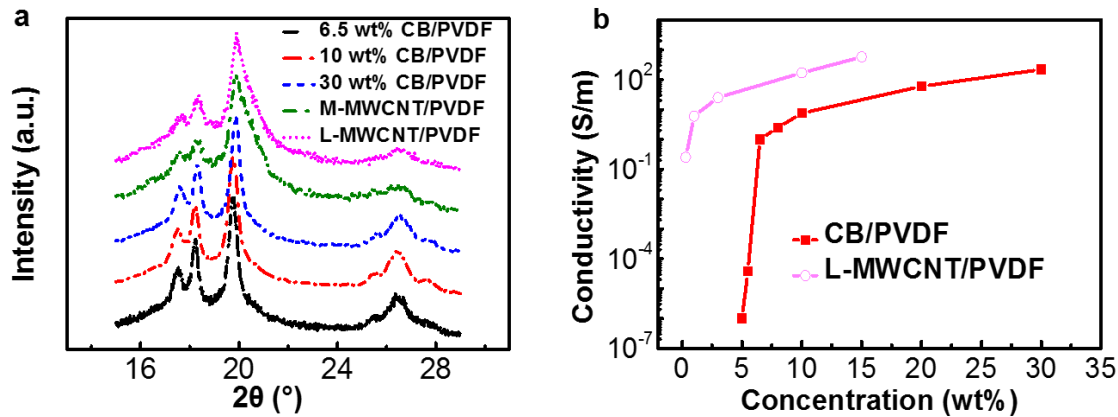 a
6.5 wt% CB/PVDF
10 wt% CB/PVDF
30 wt% CB/PVDF
M-MWCNT/PVDF
L-MWCNT/PVDF
Intensity (a.u.)
16 20 24 28
2θ (°)
b
Conductivity (S/m)
10²
10⁻¹
10⁻⁴
10⁻⁷
CB/PVDF
L-MWCNT/PVDF
0 5 10 15 20 25 30 35
Concentration (wt%)